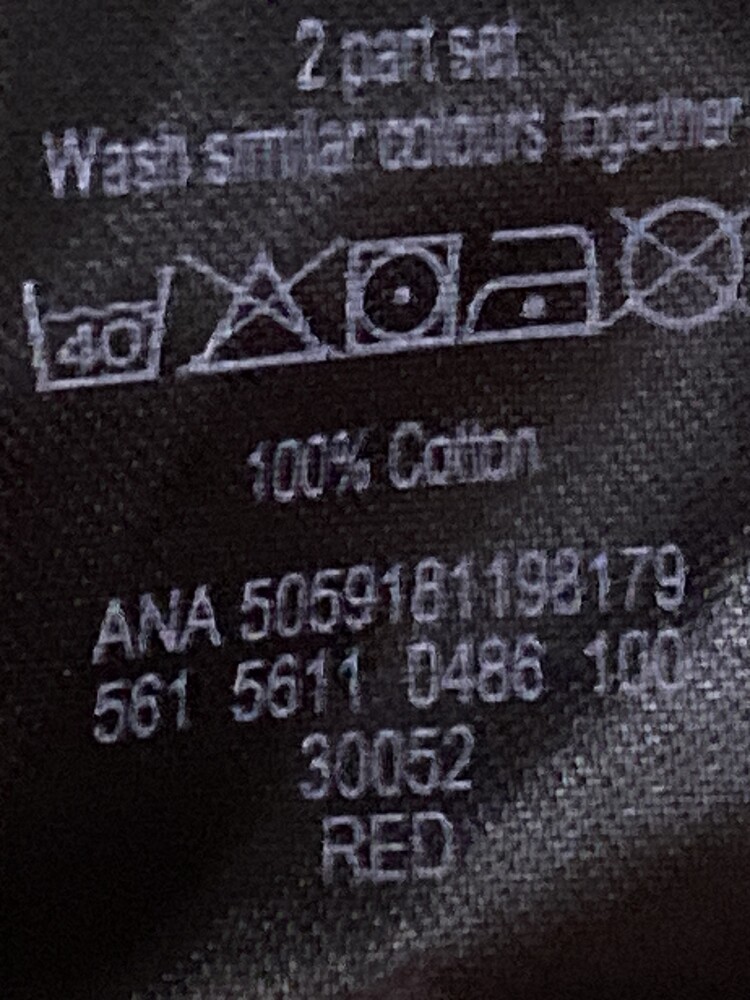 2 part set
Wash similar colours together
40
100% Cotton
ANA 5059181198179
561 5611 0486 100
30052
RED